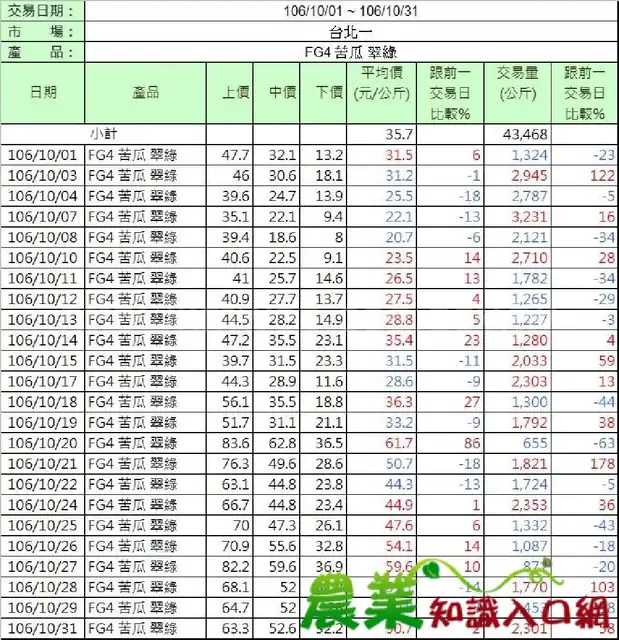 交易日期： 106/10/01 ~ 106/10/31
市 場： 台北一
產 品： FG4 苦瓜 翠綠
日期 產品 上價 中價 下價 平均價(元/公斤) 跟前一交易日比較% 交易量(公斤) 跟前一交易日比較%
小計 35.7 43,468
106/10/01 FG4 苦瓜 翠綠 47.7 32.1 13.2 31.5 6 1,324 -23
106/10/03 FG4 苦瓜 翠綠 46 30.6 18.1 31.2 -1 2,945 122
106/10/04 FG4 苦瓜 翠綠 39.6 24.7 13.9 25.5 -18 2,787 -5
106/10/07 FG4 苦瓜 翠綠 35.1 22.1 9.4 22.1 -13 3,231 16
106/10/08 FG4 苦瓜 翠綠 39.4 18.6 8 20.7 -6 2,121 -34
106/10/10 FG4 苦瓜 翠綠 40.6 22.5 9.1 23.5 14 2,710 28
106/10/11 FG4 苦瓜 翠綠 41 25.7 14.6 26.5 13 1,782 -34
106/10/12 FG4 苦瓜 翠綠 40.9 27.7 13.7 27.5 4 1,265 -29
106/10/13 FG4 苦瓜 翠綠 44.5 28.2 14.9 28.8 5 1,227 -3
106/10/14 FG4 苦瓜 翠綠 47.2 35.5 23.1 35.4 23 1,280 4
106/10/15 FG4 苦瓜 翠綠 39.7 31.5 23.3 31.5 -11 2,033 59
106/10/17 FG4 苦瓜 翠綠 44.3 28.9 11.6 28.6 -9 2,303 13
106/10/18 FG4 苦瓜 翠綠 56.1 35.5 18.8 36.3 27 1,300 -44
106/10/19 FG4 苦瓜 翠綠 51.7 31.1 21.1 33.2 -9 1,792 38
106/10/20 FG4 苦瓜 翠綠 83.6 62.8 36.5 61.7 86 655 -63
106/10/21 FG4 苦瓜 翠綠 76.3 49.6 28.6 50.7 -18 1,821 178
106/10/22 FG4 苦瓜 翠綠 63.1 44.8 23.8 44.3 -13 1,724 -5
106/10/24 FG4 苦瓜 翠綠 66.7 44.8 23.4 44.9 1 2,353 36
106/10/25 FG4 苦瓜 翠綠 70 47.3 26.1 47.6 6 1,332 -43
106/10/26 FG4 苦瓜 翠綠 70.9 55.6 32.8 54.1 14 1,087 -18
106/10/27 FG4 苦瓜 翠綠 82.2 59.6 36.9 59.6 10 -20
106/10/28 FG4 苦瓜 翠綠 68.1 52 -14 1,770 103
106/10/29 FG4 苦瓜 翠綠 64.7 52
106/10/31 FG4 苦瓜 翠綠 63.3 52.6
農業知識入口網